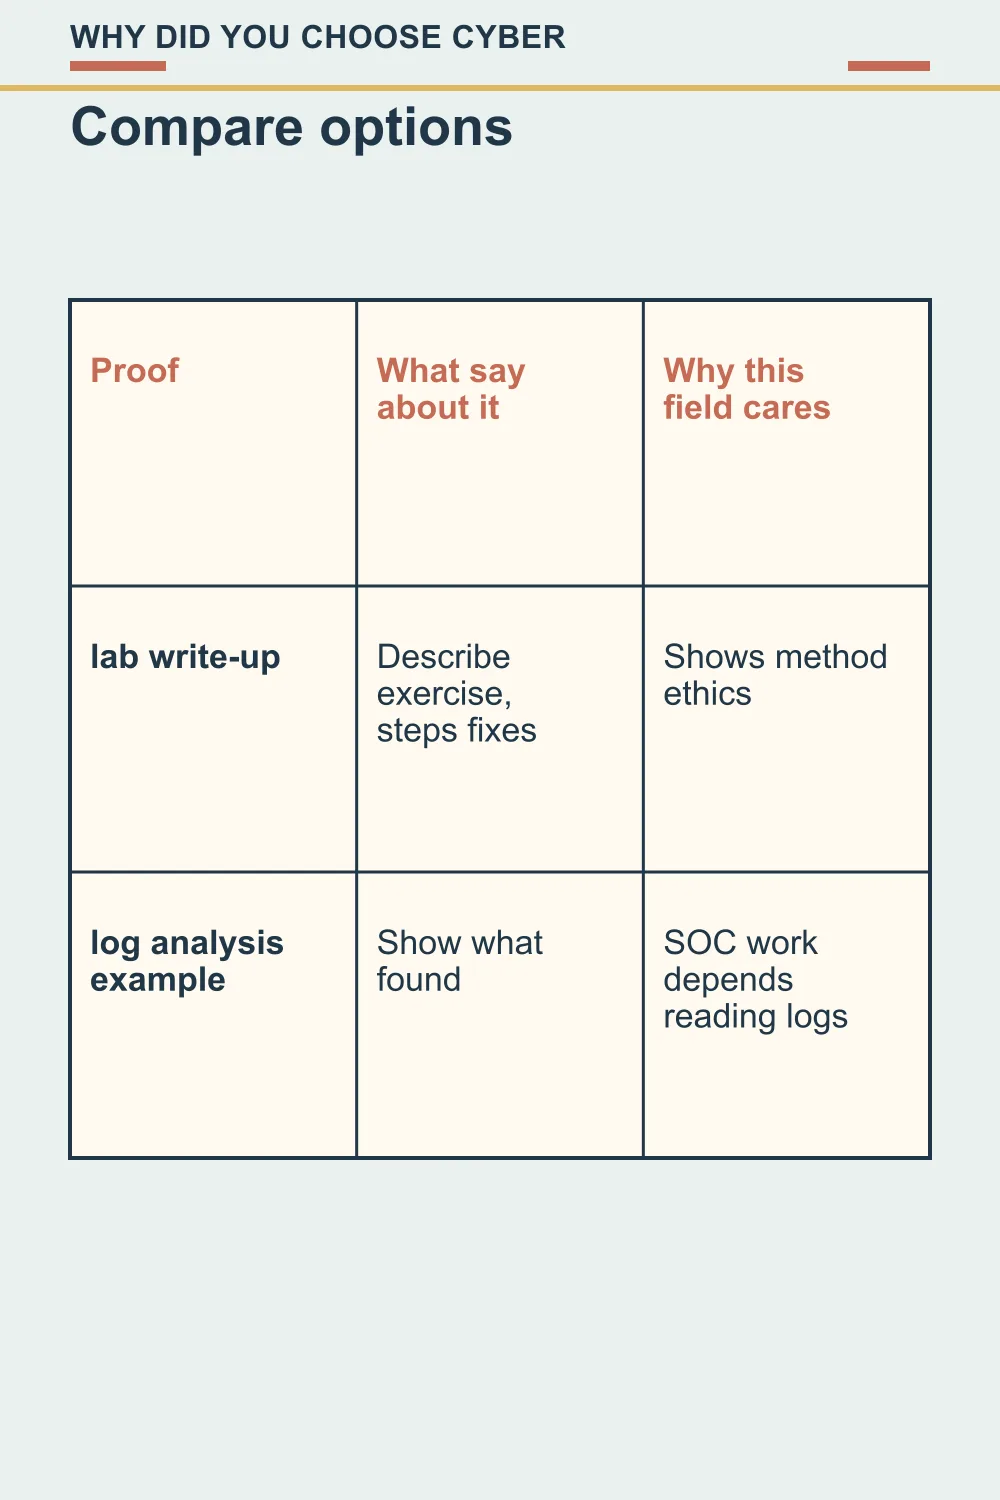 WHY DID YOU CHOOSE CYBER
Compare options
Proof
What say
about it
Why this
field cares
lab write-up
Describe
exercise,
steps fixes
Shows method
ethics
log analysis
example
Show what
found
SOC work
depends
reading logs